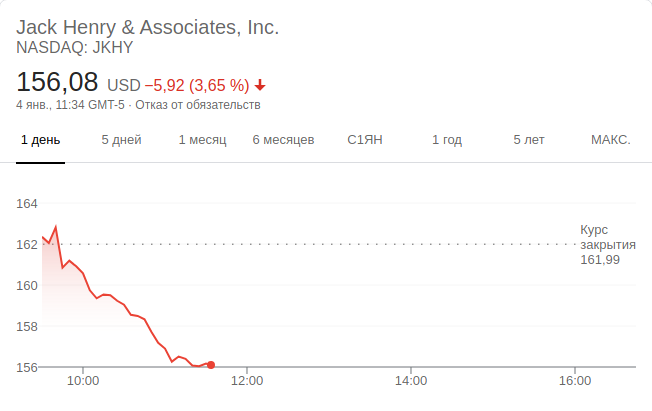 Jack Henry & Associates, Inc.
NASDAQ: JKHY
156,08 USD −5,92 (3,65 %)
4 янв., 11:34 GMT-5 · Отказ от обязательств
1 день 5 дней 1 месяц 6 месяцев С1ЯН 1 год 5 лет МАКС.
164
162
160
158
156
Курс
закрытия
161,99
10:00 12:00 14:00 16:00